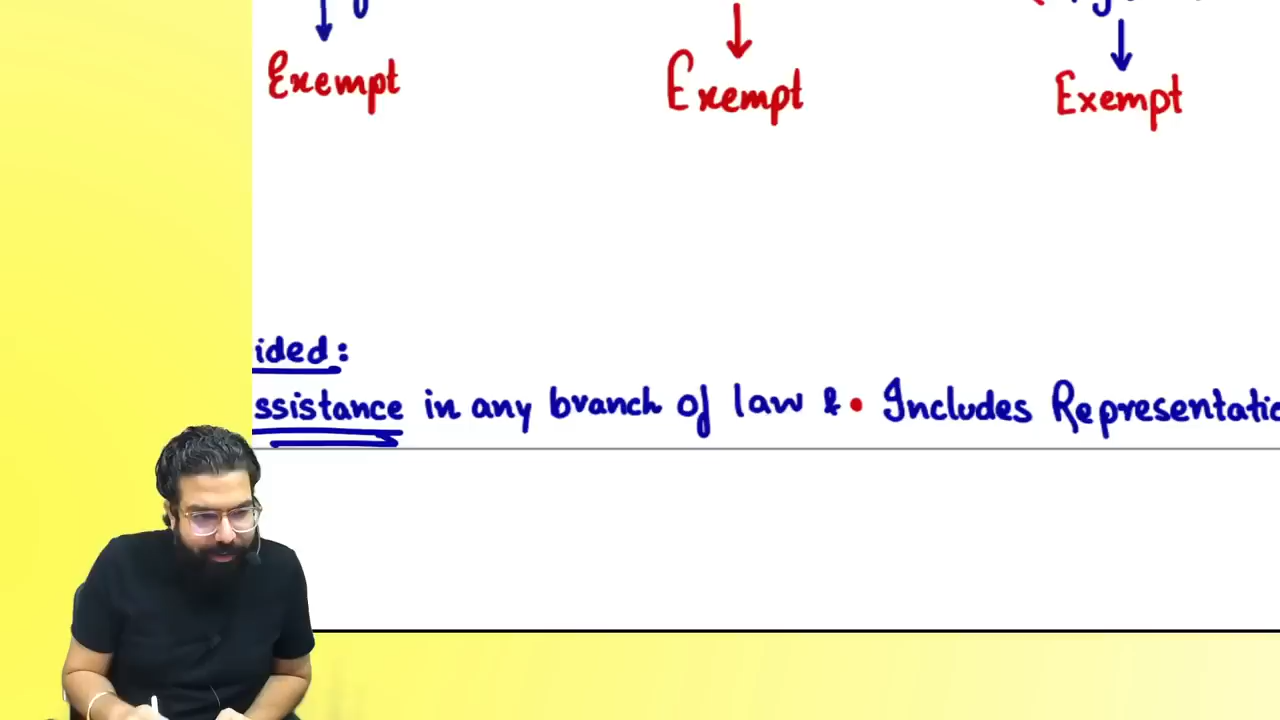 Exempt Exempt Exempt
ided:
ssistance in any branch of law & • Includes Representatio